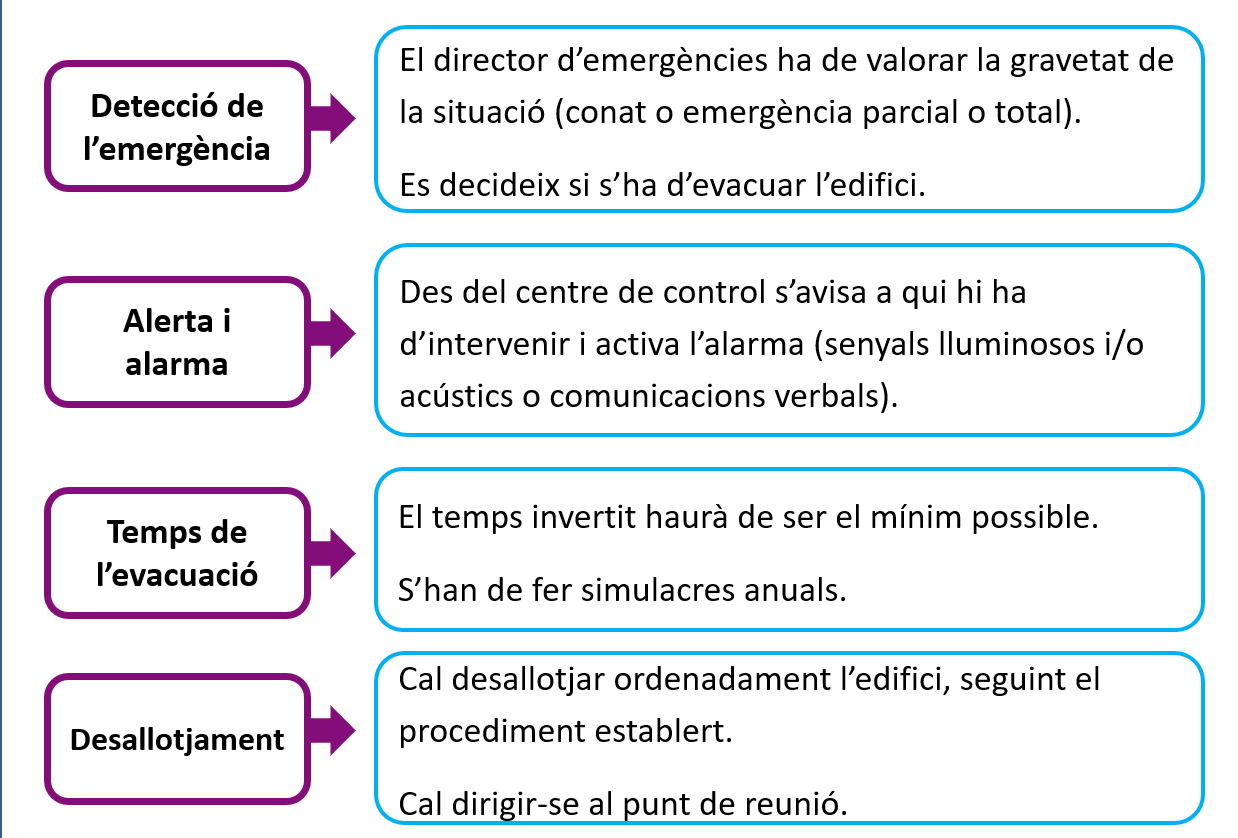 Detecció de
l’emergència
El director d’emergències ha de valorar la gravetat de
la situació (conat o emergència parcial o total).
Es decideix si s’ha d’evacuar l’edifici.
Alerta i
alarma
Des del centre de control s’avisa a qui hi ha
d’intervenir i activa l’alarma (senyals lluminosos i/o
acústics o comunicacions verbals).
Temps de
l’evacuació
El temps invertit haurà de ser el mínim possible.
S’han de fer simulacres anuals.
Desallotjament
Cal desallotjar ordenadament l’edifici, seguint el
procediment establert.
Cal dirigir-se al punt de reunió.